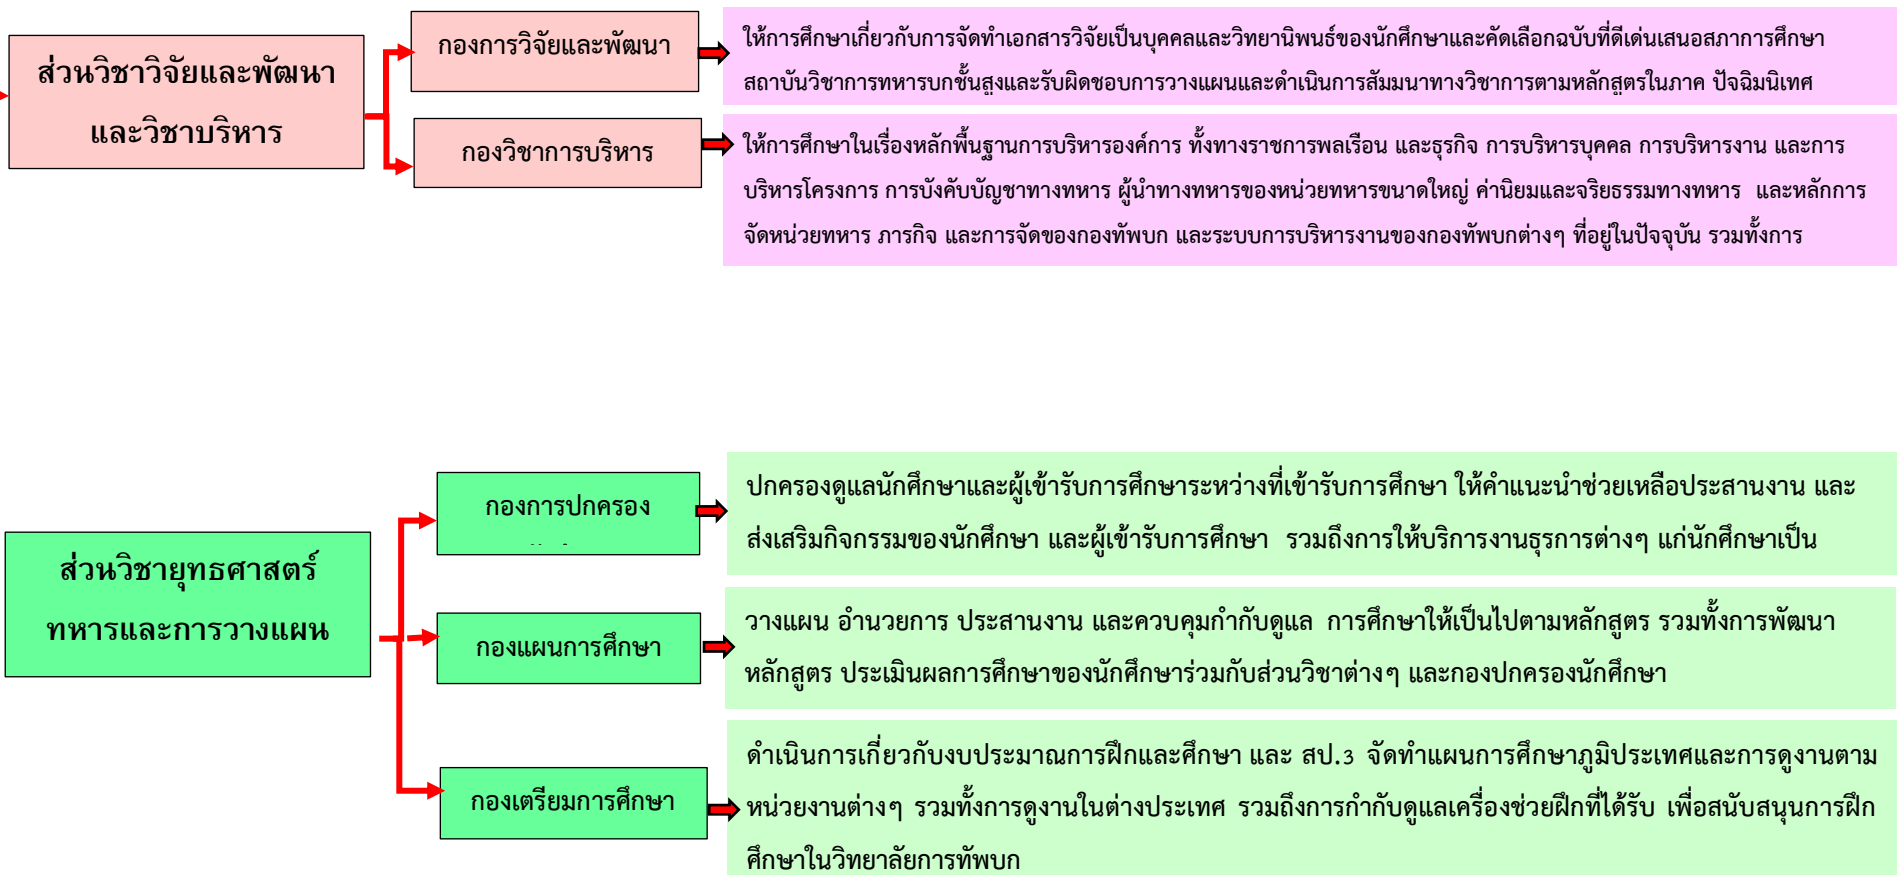 ส่วนวิชาวิจัยและพัฒนา
และวิชาบริหาร
กองการวิจัยและพัฒนา
ให้การศึกษาเกี่ยวกับการจัดทำเอกสารวิจัยเป็นบุคคลและวิทยานิพนธ์ของนักศึกษาและคัดเลือกฉบับที่ดีเด่นเสนอสภาการศึกษา
สถาบันวิชาการทหารบกชั้นสูงและรับผิดชอบการวางแผนและดำเนินการสัมมนาทางวิชาการตามหลักสูตรในภาค ปัจฉิมนิเทศ
กองวิชาการบริหาร
ให้การศึกษาในเรื่องหลักพื้นฐานการบริหารองค์การ ทั้งทางราชการพลเรือน และธุรกิจ การบริหารบุคคล การบริหารงาน และการ
บริหารโครงการ การบังคับบัญชาทางทหาร ผู้นำทางทหารของหน่วยทหารขนาดใหญ่ ค่านิยมและจริยธรรมทางทหาร และหลักการ
จัดหน่วยทหาร ภารกิจ และการจัดของกองทัพบก และระบบการบริหารงานของกองทัพบกต่างๆ ที่อยู่ในปัจจุบัน รวมทั้งการ
ส่วนวิชายุทธศาสตร์
ทหารและการวางแผน
กองการปกครอง
ปกครองดูแลนักศึกษาและผู้เข้ารับการศึกษาระหว่างที่เข้ารับการศึกษา ให้คำแนะนำช่วยเหลือประสานงาน และ
ส่งเสริมกิจกรรมของนักศึกษา และผู้เข้ารับการศึกษา รวมถึงการให้บริการงานธุรการต่างๆ แก่นักศึกษาเป็น
กองแผนการศึกษา
วางแผน อำนวยการ ประสานงาน และควบคุมกำกับดูแล การศึกษาให้เป็นไปตามหลักสูตร รวมทั้งการพัฒนา
หลักสูตร ประเมินผลการศึกษาของนักศึกษาร่วมกับส่วนวิชาต่างๆ และกองปกครองนักศึกษา
กองเตรียมการศึกษา
ดำเนินการเกี่ยวกับงบประมาณการฝึกและศึกษา และ สป.3 จัดทำแผนการศึกษาภูมิประเทศและการดูงานตาม
หน่วยงานต่างๆ รวมทั้งการดูงานในต่างประเทศ รวมถึงการกำกับดูแลเครื่องช่วยฝึกที่ได้รับ เพื่อสนับสนุนการฝึก
ศึกษาในวิทยาลัยการทัพบก